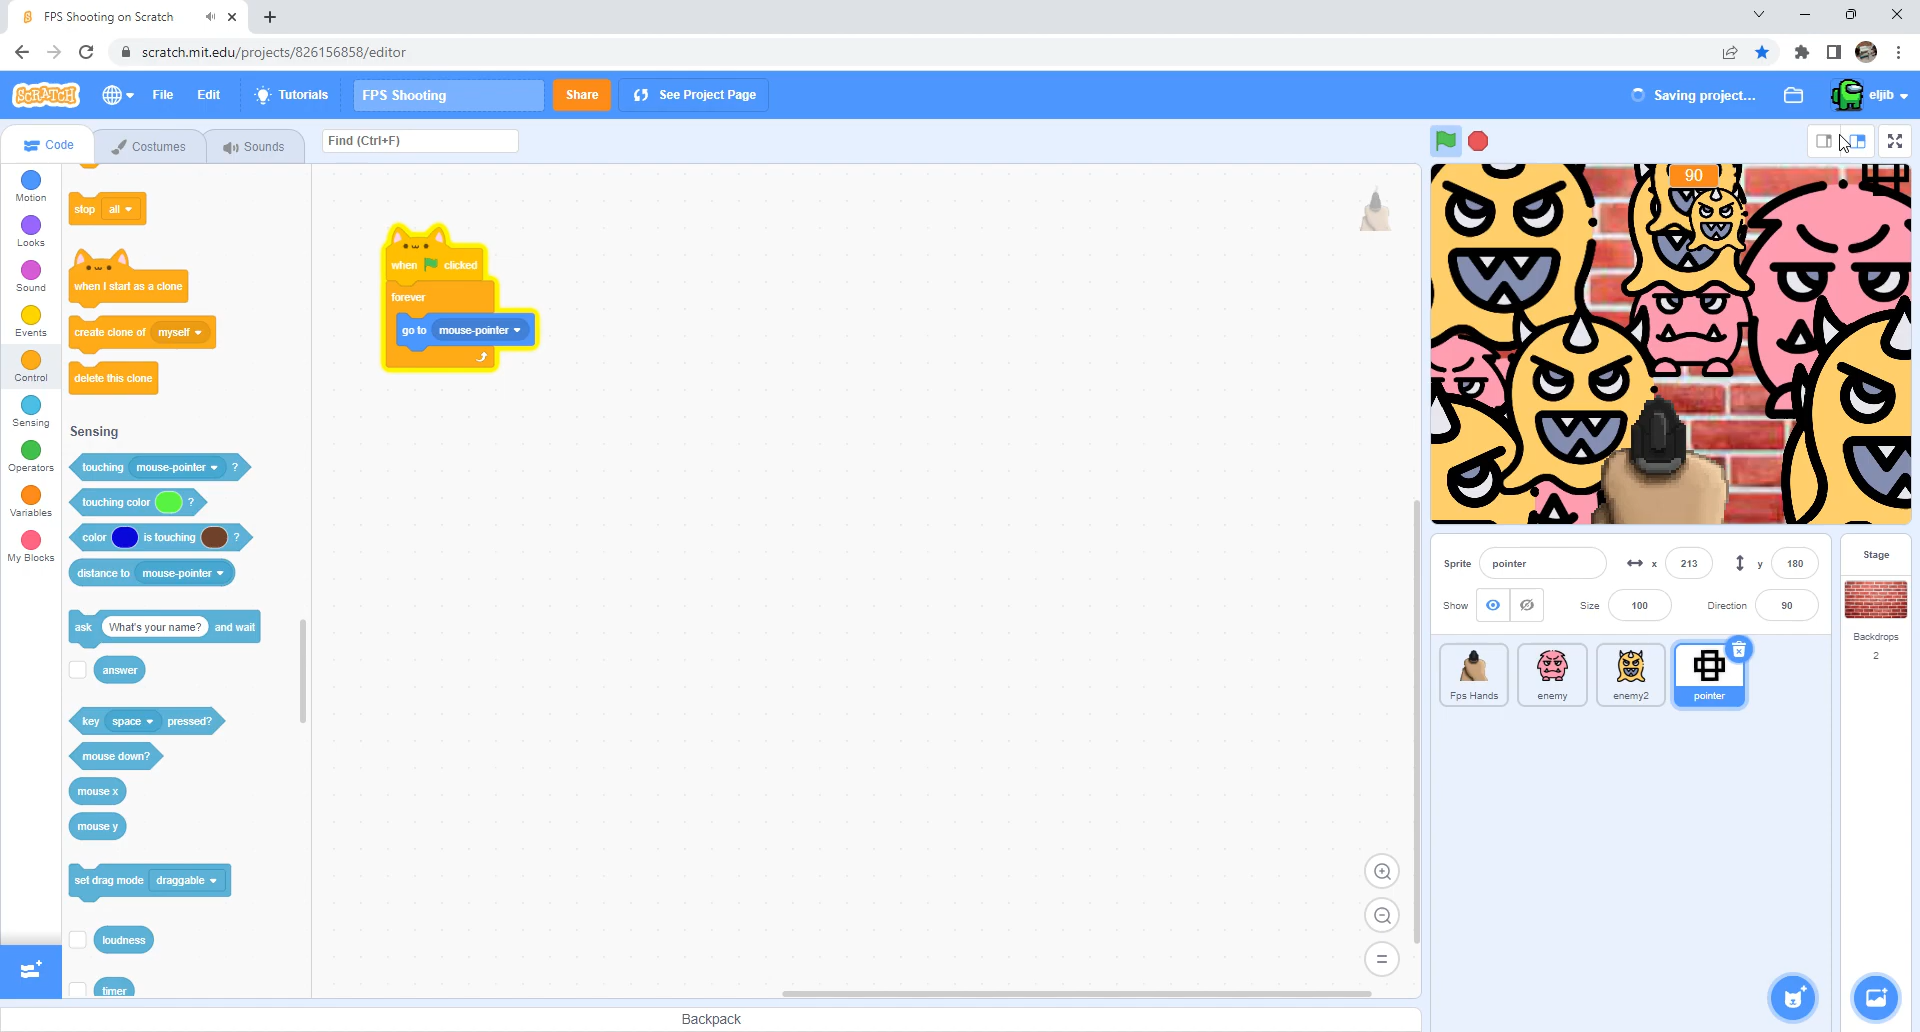 FPS Shooting on Scratch
scratch.mit.edu/projects/826156858/editor
SCRATCH
File
Edit
Tutorials
FPS Shooting
Share
See Project Page
Saving project...
eljib
Code
Costumes
Sounds
Find (Ctrl+F)
Motion
Looks
Sound
Events
Control
Sensing
Operators
Variables
My Blocks
stop all
when I start as a clone
create clone of myself
delete this clone
Sensing
touching mouse-pointer ?
touching color ?
color is touching ?
distance to mouse-pointer
ask What's your name? and wait
answer
key space pressed?
mouse down?
mouse x
mouse y
set drag mode draggable
loudness
timer
when clicked
forever
go to mouse-pointer
90
Sprite pointer x 213 y 180
Show Size 100 Direction 90
Fps Hands
enemy
enemy2
pointer
Stage
Backdrops
2
Backpack